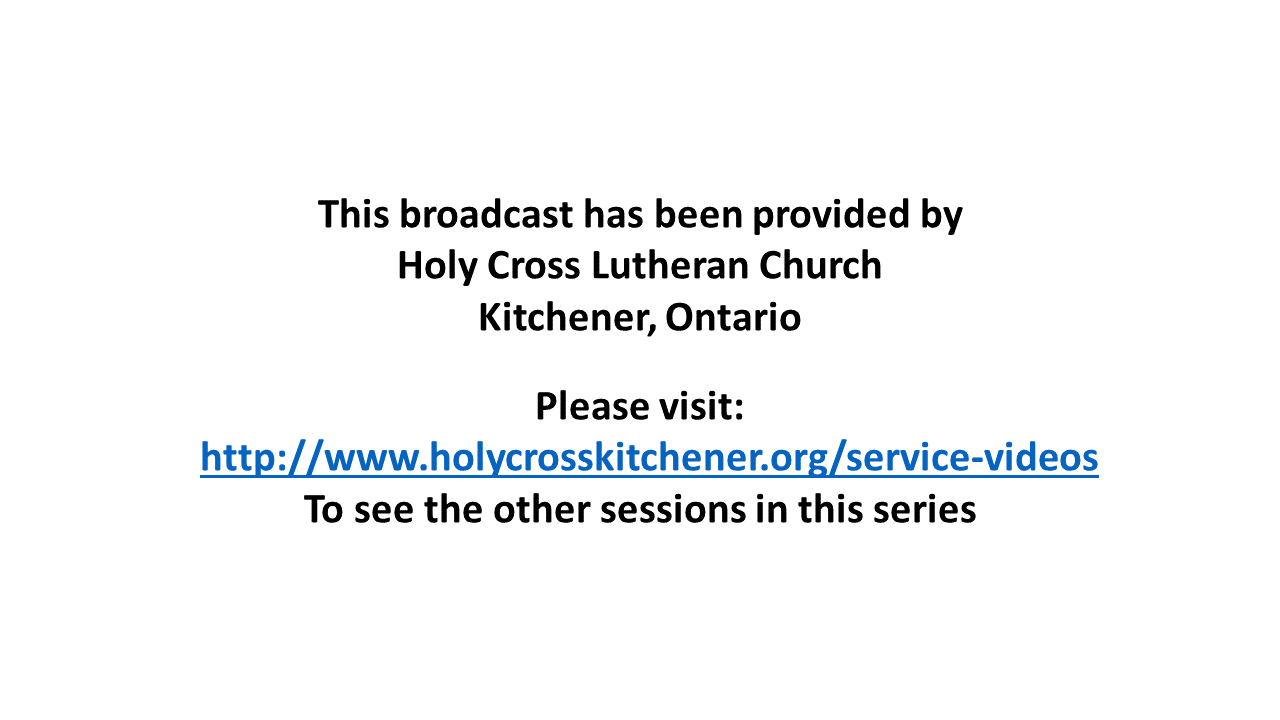 This broadcast has been provided by
Holy Cross Lutheran Church
Kitchener, Ontario
Please visit:
http://www.holycrosskitchener.org/service-videos
To see the other sessions in this series